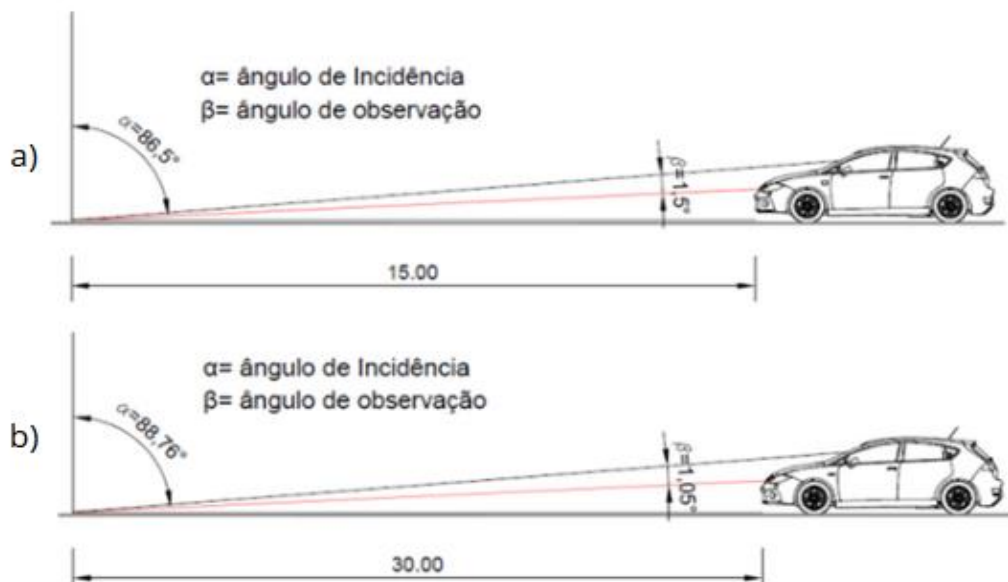 α= ângulo de Incidência
β= ângulo de observação
α=86,5°
a)
β=1,5°
15.00
α= ângulo de Incidência
β= ângulo de observação
α=88,76°
b)
β=1,05°
30.00